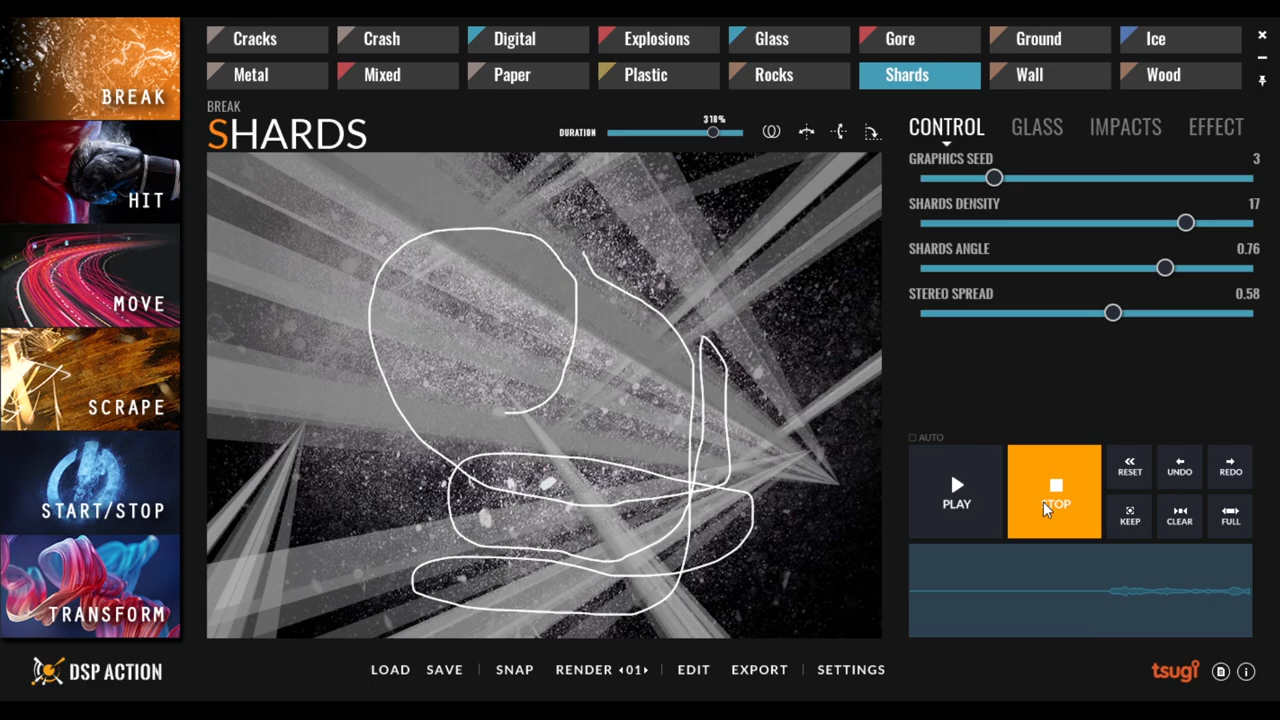 BREAK
HIT
MOVE
SCRAPE
START/STOP
TRANSFORM
DSP ACTION
Cracks
Crash
Digital
Explosions
Glass
Gore
Ground
Ice
Metal
Mixed
Paper
Plastic
Rocks
Shards
Wall
Wood
BREAK
SHARDS
DURATION
318%
CONTROL
GLASS
IMPACTS
EFFECT
GRAPHICS SEED 3
SHARDS DENSITY 17
SHARDS ANGLE 0.76
STEREO SPREAD 0.58
AUTO
PLAY
STOP
RESET
UNDO
REDO
KEEP
CLEAR
FULL
LOAD
SAVE
SNAP
RENDER 01
EDIT
EXPORT
SETTINGS
tsugi